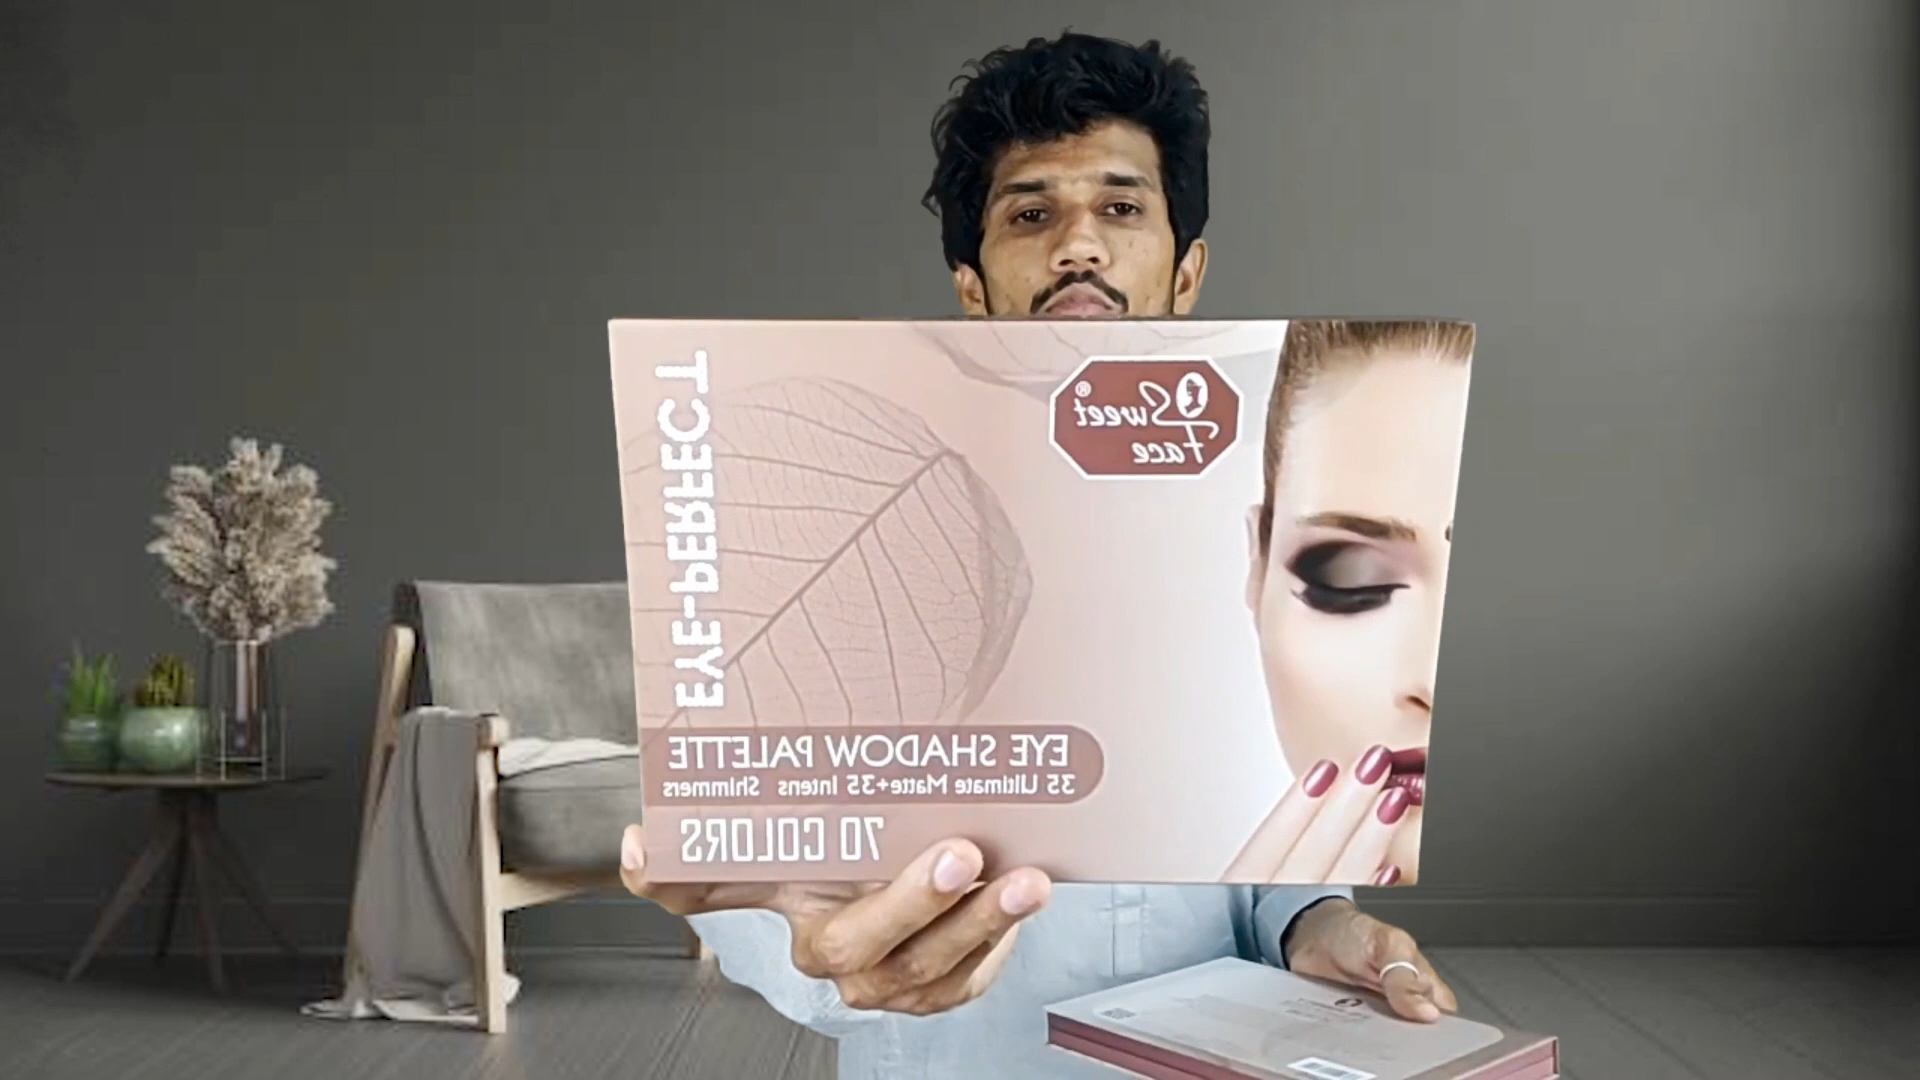 Sweet®
Face
EYE-PERFECT
EYE SHADOW PALETTE
35 Ultimate Matte+35 Intens Shimmers
70 COLORS